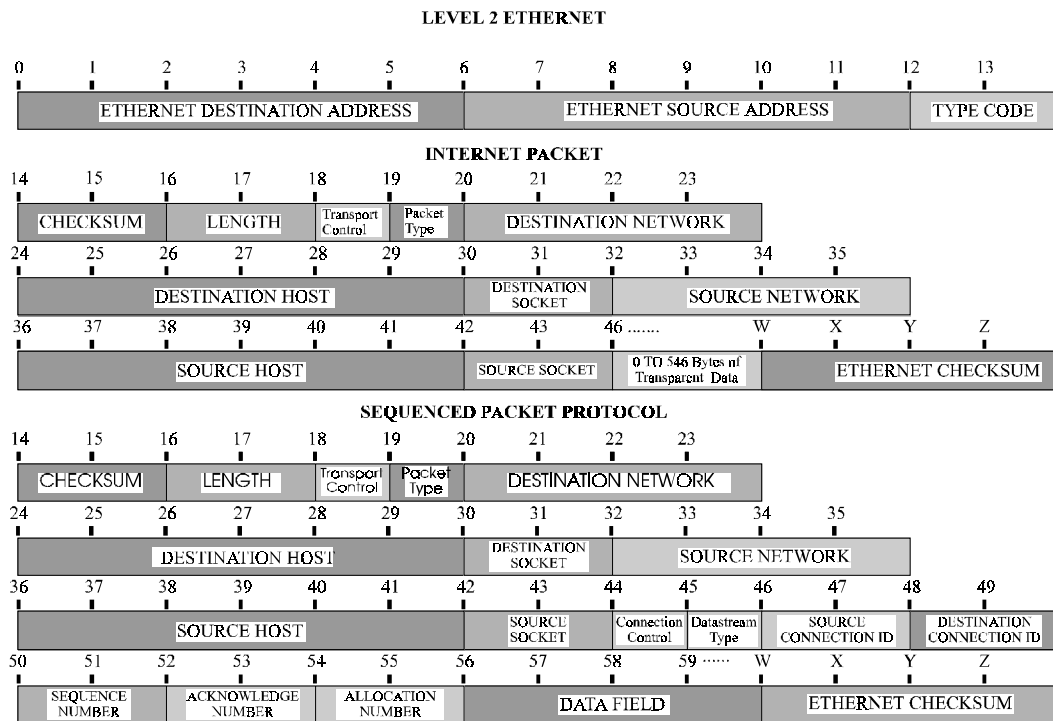 LEVEL 2 ETHERNET
0 1 2 3 4 5 6 7 8 9 10 11 12 13
ETHERNET DESTINATION ADDRESS ETHERNET SOURCE ADDRESS TYPE CODE
INTERNET PACKET
14 15 16 17 18 19 20 21 22 23
CHECKSUM LENGTH Transport Control Packet Type DESTINATION NETWORK
24 25 26 27 28 29 30 31 32 33 34 35
DESTINATION HOST DESTINATION SOCKET SOURCE NETWORK
36 37 38 39 40 41 42 43 46 ....... W X Y Z
SOURCE HOST SOURCE SOCKET 0 TO 546 Bytes of Transparent Data ETHERNET CHECKSUM
SEQUENCED PACKET PROTOCOL
14 15 16 17 18 19 20 21 22 23
CHECKSUM LENGTH Transport Control Packet Type DESTINATION NETWORK
24 25 26 27 28 29 30 31 32 33 34 35
DESTINATION HOST DESTINATION SOCKET SOURCE NETWORK
36 37 38 39 40 41 42 43 44 45 46 47 48 49
SOURCE HOST SOURCE SOCKET Connection Control Datastream Type SOURCE CONNECTION ID DESTINATION CONNECTION ID
50 51 52 53 54 55 56 57 58 59 ...... W X Y Z
SEQUENCE NUMBER ACKNOWLEDGE NUMBER ALLOCATION NUMBER DATA FIELD ETHERNET CHECKSUM